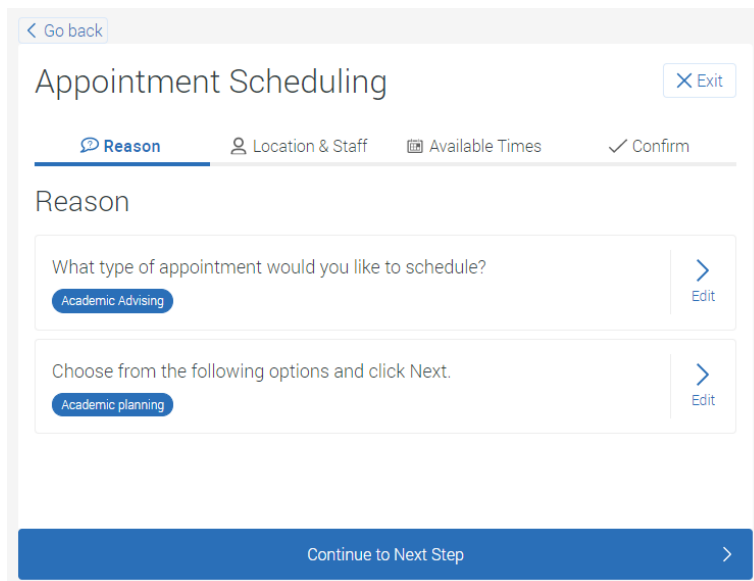 Go back
Appointment Scheduling
Exit
Reason
Location & Staff
Available Times
Confirm
Reason
What type of appointment would you like to schedule?
Academic Advising
Edit
Choose from the following options and click Next.
Academic planning
Edit
Continue to Next Step